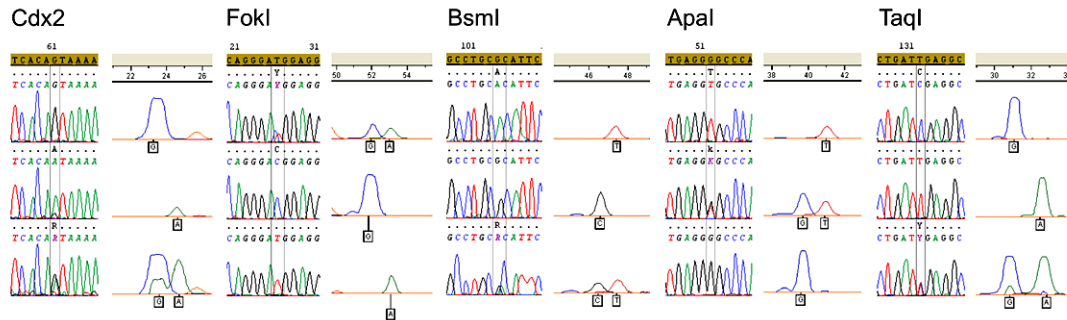 Cdx2
61
TCACAGTAAAA
22 24 26
TCACAGTAAAA
G
A
TCACAATAAAA
A
R
TCACARTAAAA
G A
FokI
21 31
CAGGGATGGAGG
50 52 54
Y
CAGGGAYGGAGG
G A
C
CAGGGACGGAGG
G
CAGGGATGGAGG
A
BsmI
101
GCCTGCGCATTC
46 48
A
GCCTGCACATTC
T
GCCTGCGCATTC
C
R
GCCTGCRCATTC
C T
ApaI
51
TGAGGGGCCCA
38 40 42
T
TGAGGTGCCCA
T
k
TGAGGKGCCCA
G T
TGAGGGGCCCA
G
TaqI
131
CTGATTGAGGC
30 32
C
CTGATCGAGGC
G
CTGATTGAGGC
A
Y
CTGATYGAGGC
G A